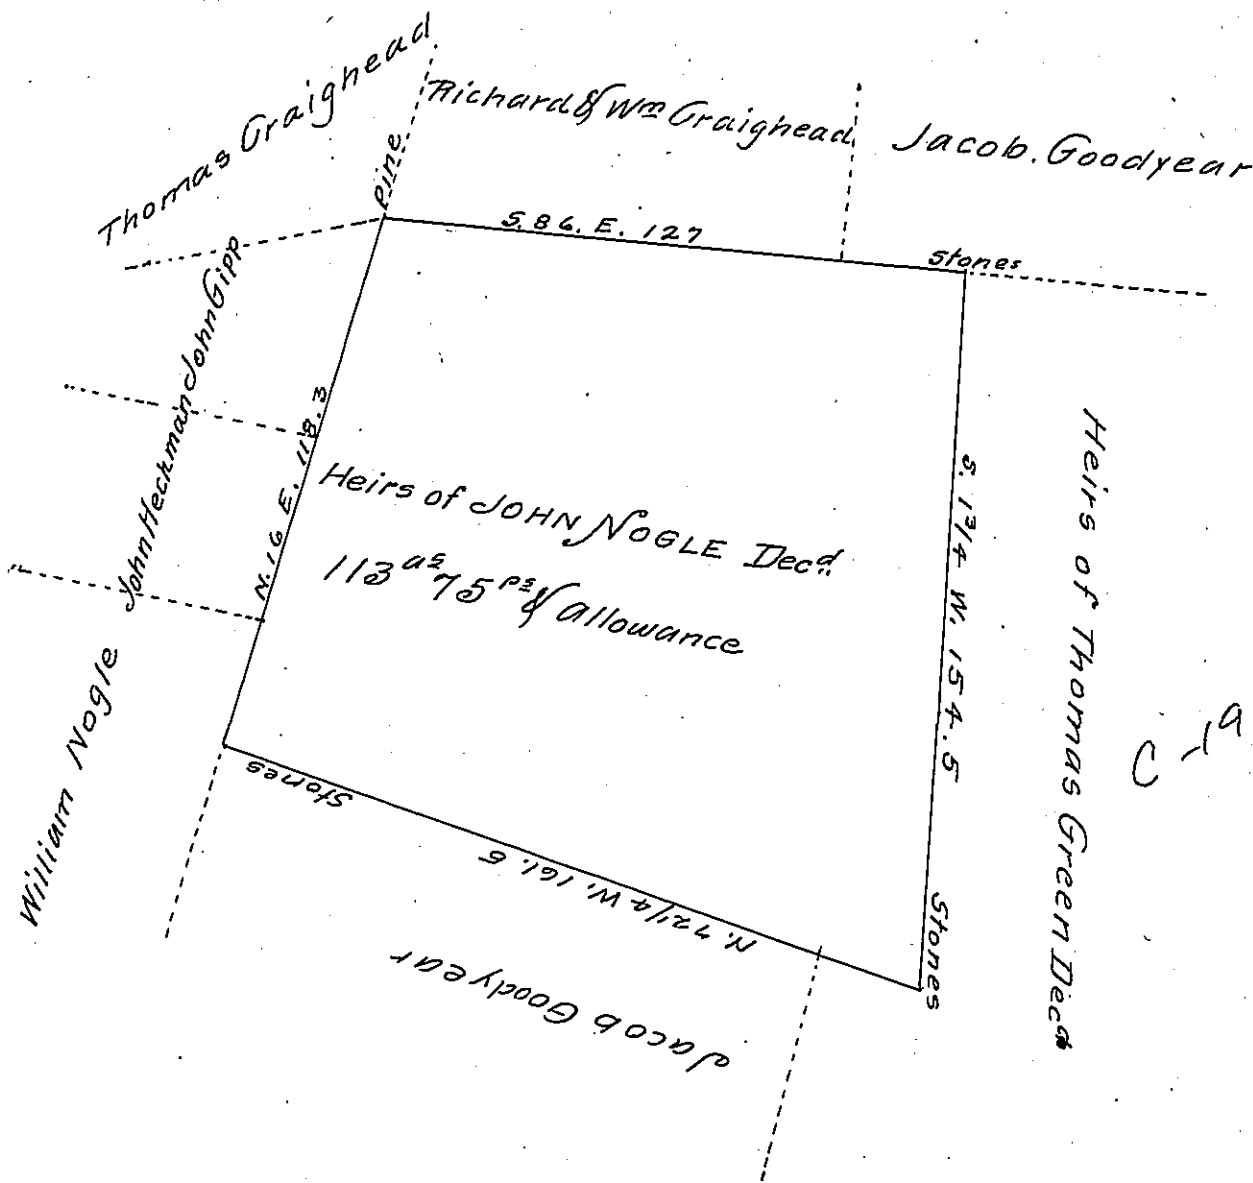 Thomas Craighead
Richard & Wm Craighead
Jacob. Goodyear
Pine
S. 86. E. 127
Stones
John Gipp
John Heckman
William Nogle
N. 16 E. 118.3
Heirs of JOHN NOGLE Decd
113 as 75 ps & allowance
S. 1 3/4 W. 154.5
Heirs of Thomas Green Decd
Stones
N. 72 1/4 W. 161.5
Stones
Jacob Goodyear